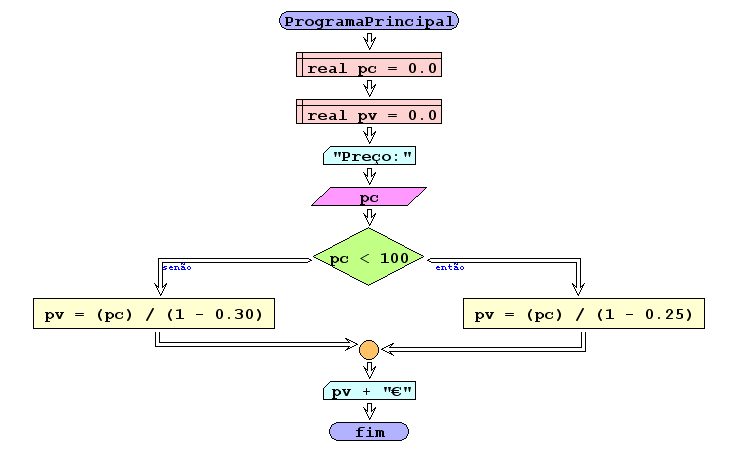 ProgramaPrincipal
real pc = 0.0
real pv = 0.0
"Preço:"
pc
pc < 100
senão
então
pv = (pc) / (1 - 0.30)
pv = (pc) / (1 - 0.25)
pv + "€"
fim